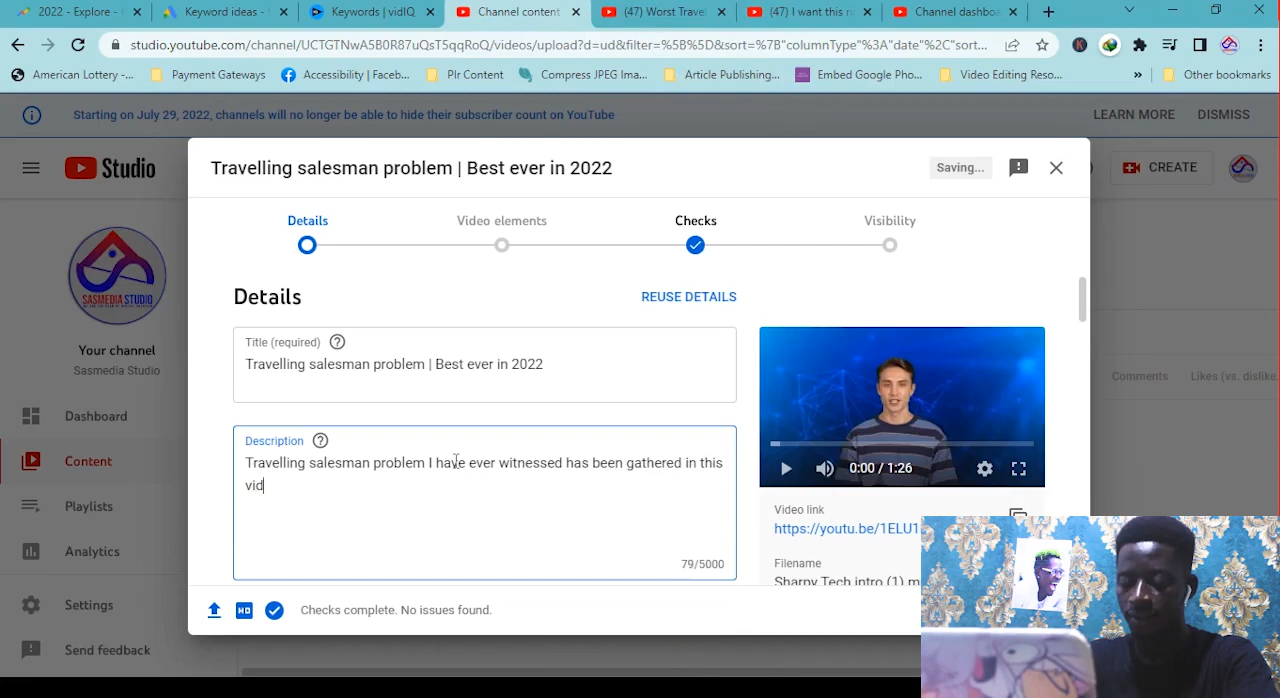 2022 - Explore - G
Keyword ideas -
Keywords | vidIQ
Channel content
(47) Worst Travel
(47) I want this
Channel dashbo
studio.youtube.com/channel/UCTGTNwA5B0R87uQsT5qqRoQ/videos/upload?d=ud&filter=%5B%5D&sort=%7B"columnType"%3A"date"%2C"sort...
American Lottery -...
Payment Gateways
Accessibility | Faceb...
Plr Content
Compress JPEG Ima...
Article Publishing...
Embed Google Pho...
Video Editing Reso...
»
Other bookmarks
Starting on July 29, 2022, channels will no longer be able to hide their subscriber count on YouTube
LEARN MORE
DISMISS
Studio
CREATE
SASMEDIA STUDIO
Your channel
Sasmedia Studio
Dashboard
Content
Playlists
Analytics
Settings
Send feedback
Travelling salesman problem | Best ever in 2022
Saving...
Details
Video elements
Checks
Visibility
Details
REUSE DETAILS
Title (required)
Travelling salesman problem | Best ever in 2022
Description
Travelling salesman problem I have ever witnessed has been gathered in this
vid
79/5000
0:00 / 1:26
Video link
https://youtu.be/1ELU1
Filename
Sharpy Tech intro (1) m
HD
Checks complete. No issues found.
Comments
Likes (vs. dislike